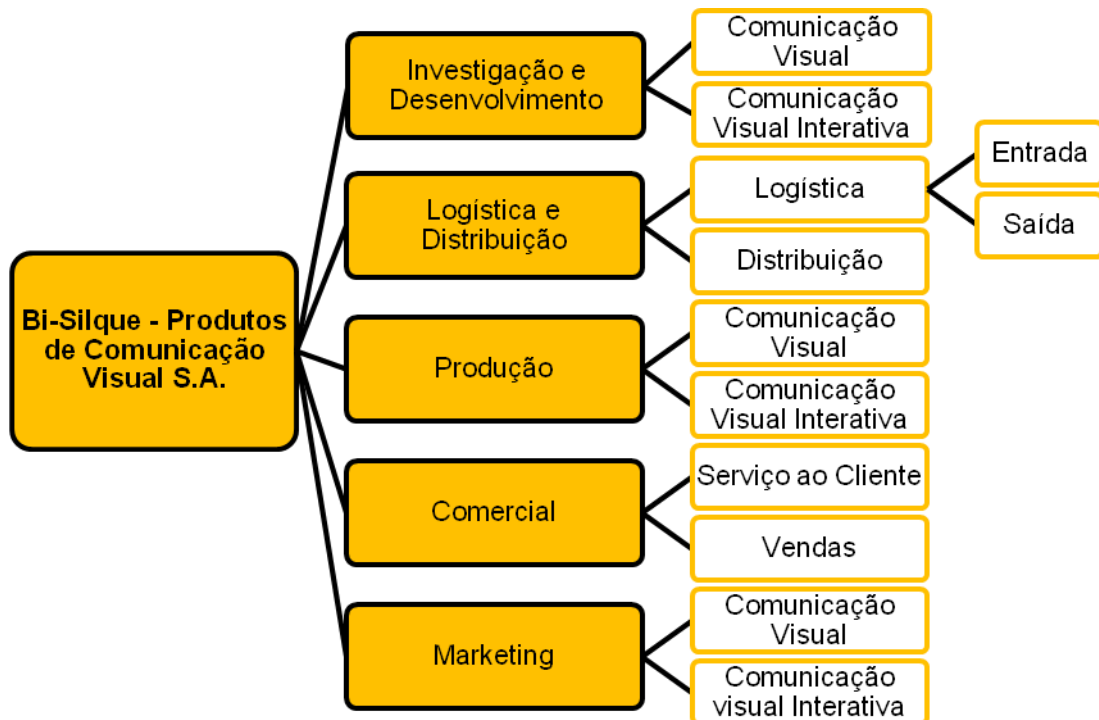 Bi-Silque - Produtos
de Comunicação
Visual S.A.
Investigação e
Desenvolvimento
Comunicação
Visual
Comunicação
Visual Interativa
Logística e
Distribuição
Logística
Entrada
Saída
Distribuição
Produção
Comunicação
Visual
Comunicação
Visual Interativa
Comercial
Serviço ao Cliente
Vendas
Marketing
Comunicação
Visual
Comunicação
visual Interativa